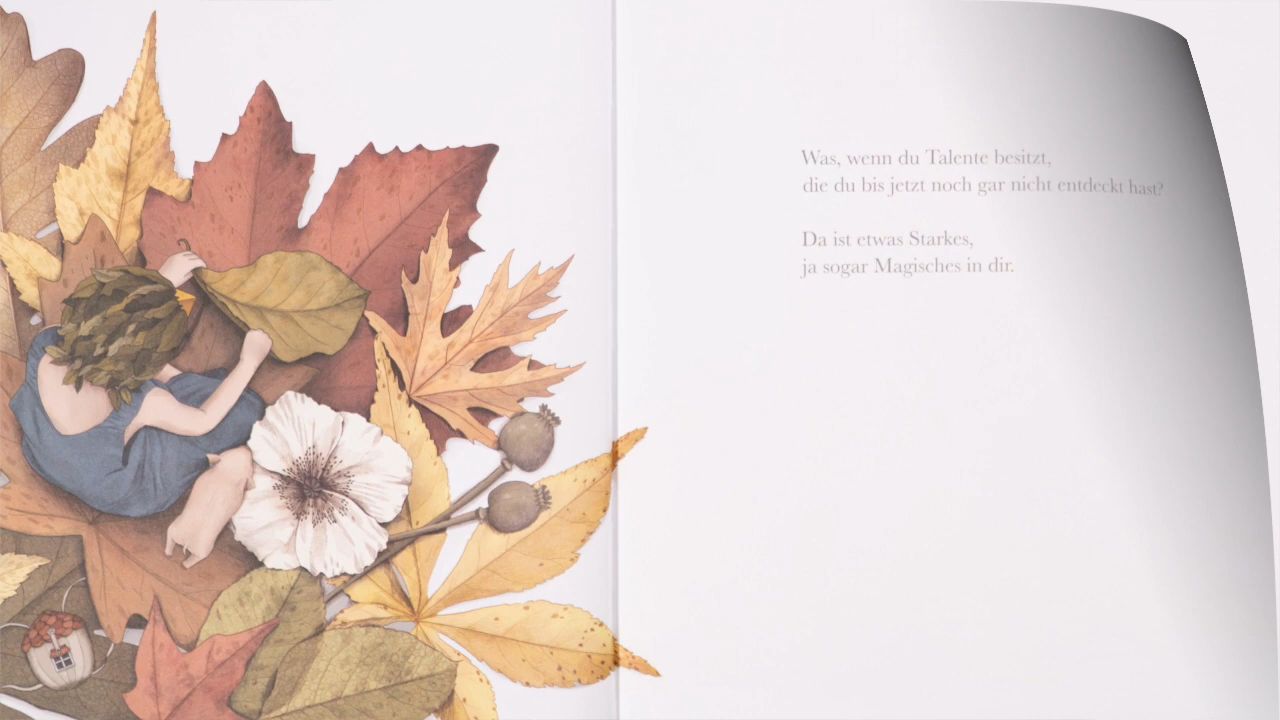 Was, wenn du Talente besitzt,
die du bis jetzt noch gar nicht entdeckt hast?
Da ist etwas Starkes,
ja sogar Magisches in dir.